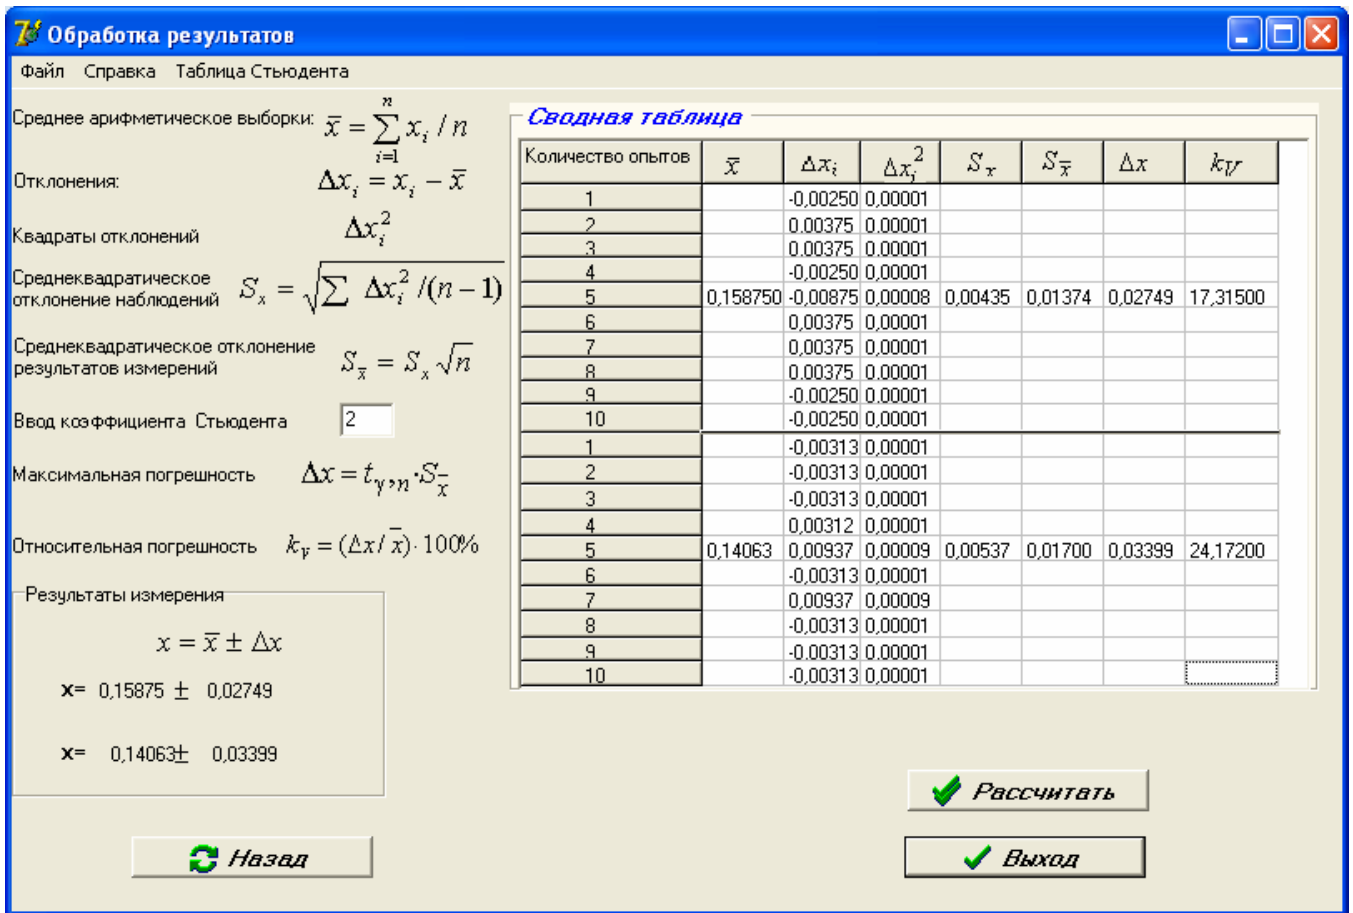 Обработка результатов
Файл Справка Таблица Стьюдента
Среднее арифметическое выборки: x̄ = ∑ᵢ₌₁ⁿ xᵢ / n
Отклонения: Δxᵢ = xᵢ − x̄
Квадраты отклонений Δxᵢ²
Среднеквадратическое
отклонение наблюдений Sₓ = √∑ Δxᵢ² /(n−1)
Среднеквадратическое отклонение
результатов измерений Sx̄ = Sₓ √n
Ввод коэффициента Стьюдента 2
Максимальная погрешность Δx = tγ,n·Sx̄
Относительная погрешность kᵧ = (Δx/x̄)·100%
Результаты измерения
x = x̄ ± Δx
x= 0,15875 ± 0,02749
x= 0,14063± 0,03399
Сводная таблица
Количество опытов x̄ Δxᵢ Δxᵢ² Sₓ Sx̄ Δx kV
1 -0,00250 0,00001
2 0,00375 0,00001
3 0,00375 0,00001
4 -0,00250 0,00001
5 0,158750 -0,00875 0,00008 0,00435 0,01374 0,02749 17,31500
6 0,00375 0,00001
7 0,00375 0,00001
8 0,00375 0,00001
9 -0,00250 0,00001
10 -0,00250 0,00001
1 -0,00313 0,00001
2 -0,00313 0,00001
3 -0,00313 0,00001
4 0,00312 0,00001
5 0,14063 0,00937 0,00009 0,00537 0,01700 0,03399 24,17200
6 -0,00313 0,00001
7 0,00937 0,00009
8 -0,00313 0,00001
9 -0,00313 0,00001
10 -0,00313 0,00001
Рассчитать
Назад
Выход